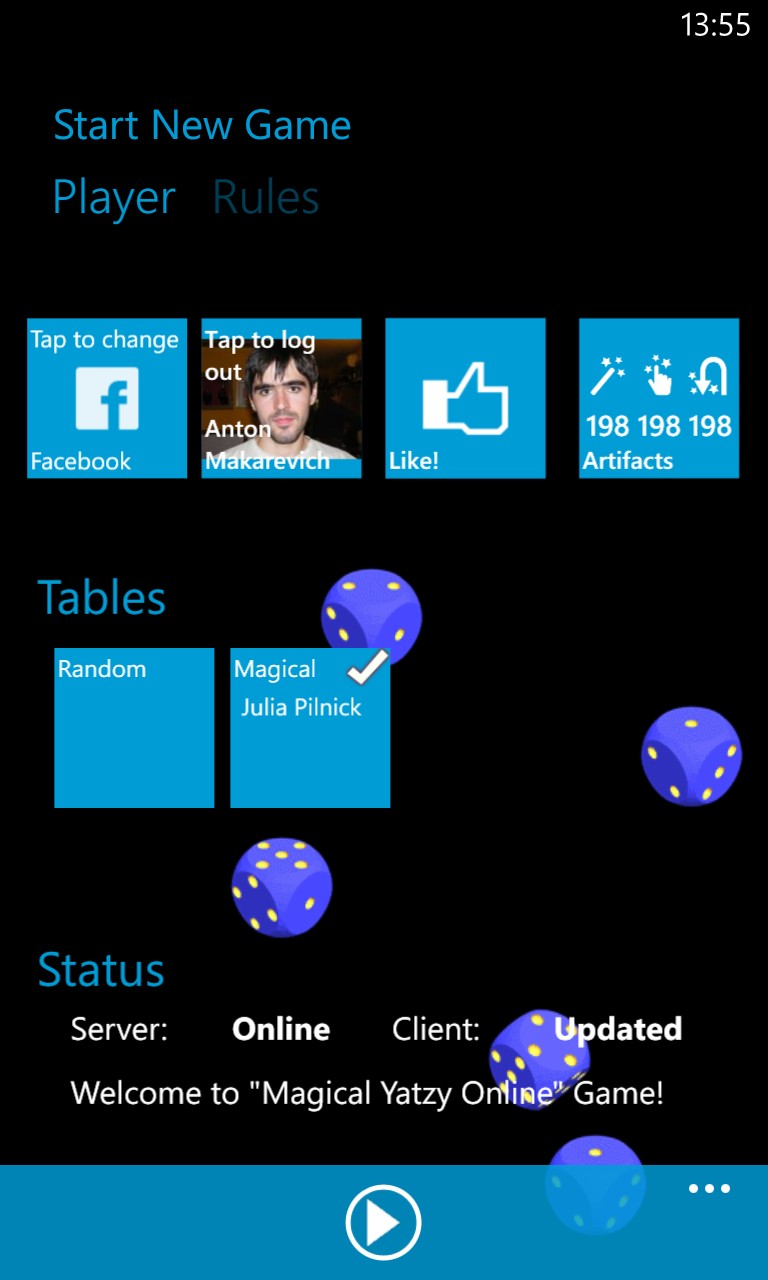 13:55
Start New Game
Player Rules
Tap to change
Facebook
Tap to log
out
Anton
Makarevich
Like!
198 198 198
Artifacts
Tables
Random
Magical
Julia Pilnick
Status
Server: Online Client: Updated
Welcome to "Magical Yatzy Online" Game!